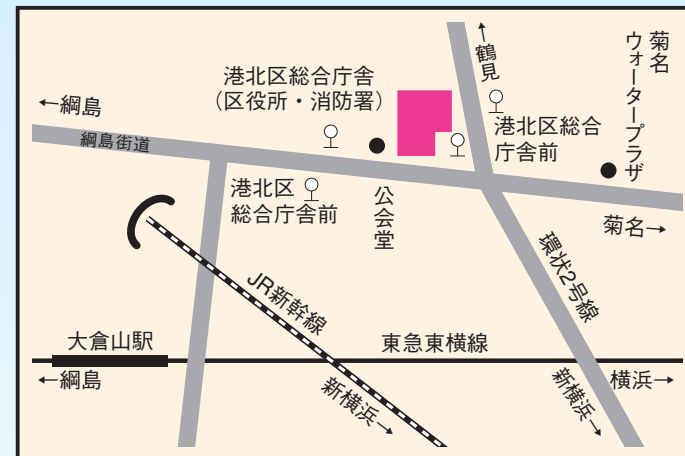 ←綱島
綱島街道
港北区総合庁舎
（区役所・消防署）
↑鶴見
菊名
ウォータープラザ
港北区総合
庁舎前
港北区
総合庁舎前
公会堂
菊名→
環状2号線
JR新幹線
大倉山駅
東急東横線
←綱島
新横浜→
新横浜→
横浜→